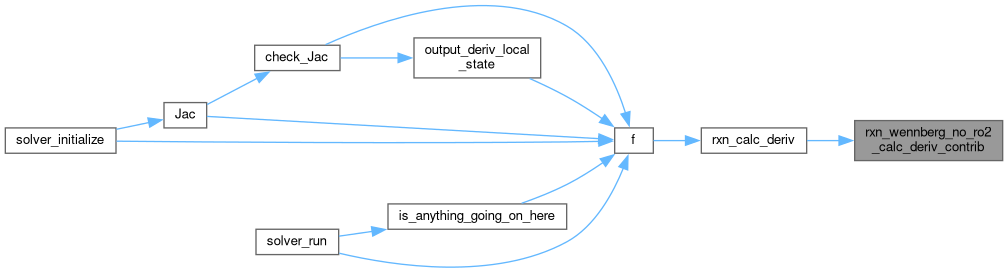 output_deriv_local
_state
check_Jac
Jac
solver_initialize
f
rxn_calc_deriv
rxn_wennberg_no_ro2
_calc_deriv_contrib
is_anything_going_on_here
solver_run